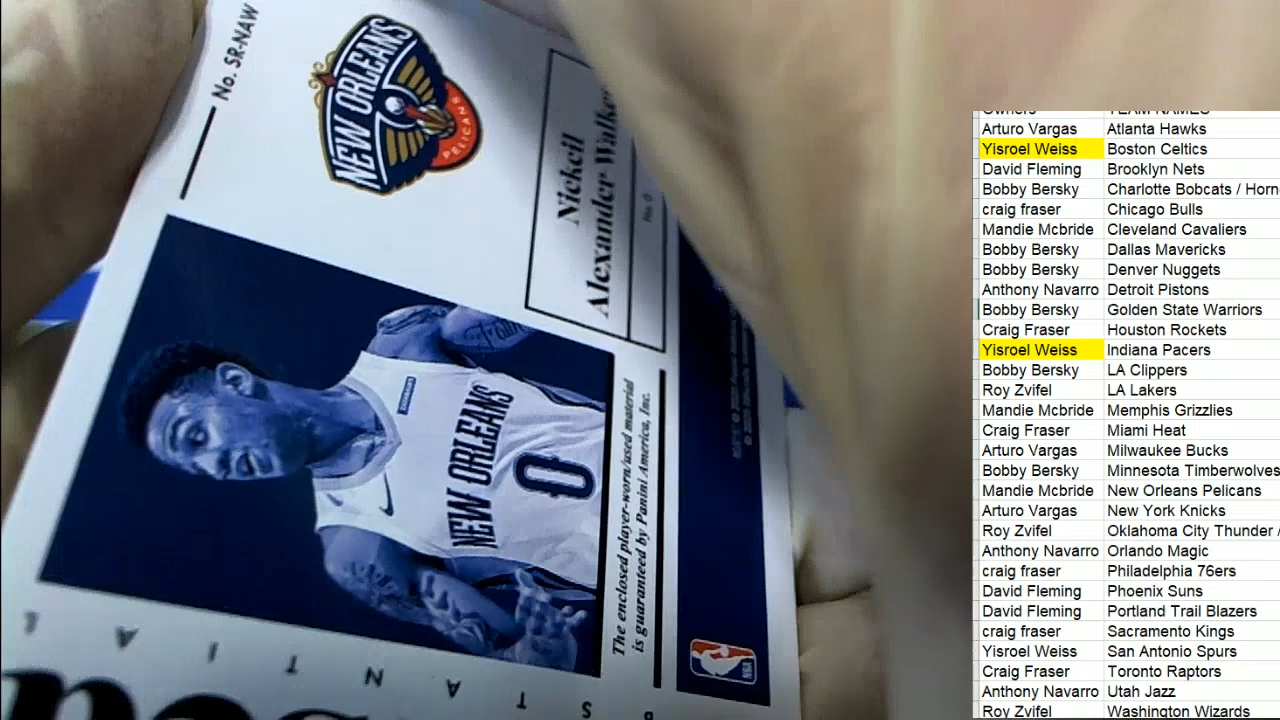 No. SR-NAW
NEW ORLEANS
PELICANS
Nickeil
Alexander Walker
No. 0
NEW ORLEANS
0
The enclosed player-worn/used material
is guaranteed by Panini America, Inc.
NBA
Owners TEAM NAMES
Arturo Vargas Atlanta Hawks
Yisroel Weiss Boston Celtics
David Fleming Brooklyn Nets
Bobby Bersky Charlotte Bobcats / Horn
craig fraser Chicago Bulls
Mandie Mcbride Cleveland Cavaliers
Bobby Bersky Dallas Mavericks
Bobby Bersky Denver Nuggets
Anthony Navarro Detroit Pistons
Bobby Bersky Golden State Warriors
Craig Fraser Houston Rockets
Yisroel Weiss Indiana Pacers
Bobby Bersky LA Clippers
Roy Zvifel LA Lakers
Mandie Mcbride Memphis Grizzlies
Craig Fraser Miami Heat
Arturo Vargas Milwaukee Bucks
Bobby Bersky Minnesota Timberwolves
Mandie Mcbride New Orleans Pelicans
Arturo Vargas New York Knicks
Roy Zvifel Oklahoma City Thunder /
Anthony Navarro Orlando Magic
craig fraser Philadelphia 76ers
David Fleming Phoenix Suns
David Fleming Portland Trail Blazers
craig fraser Sacramento Kings
Yisroel Weiss San Antonio Spurs
Craig Fraser Toronto Raptors
Anthony Navarro Utah Jazz
Roy Zvifel Washington Wizards